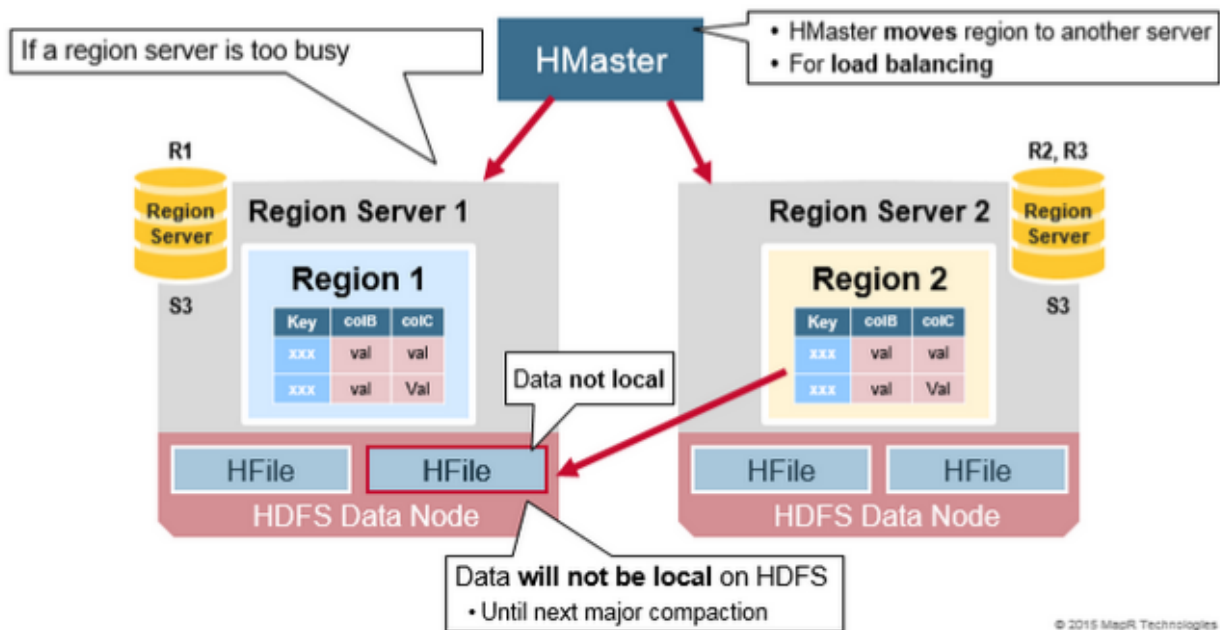 If a region server is too busy
HMaster
• HMaster moves region to another server
• For load balancing
R1
Region
Server
S3
Region Server 1
Region 1
Key colB colC
xxx val val
xxx val Val
Data not local
HFile
HFile
HDFS Data Node
R2, R3
Region
Server
S3
Region Server 2
Region 2
Key colB colC
xxx val val
xxx val Val
HFile
HFile
HDFS Data Node
Data will not be local on HDFS
• Until next major compaction
© 2015 MapR Technologies